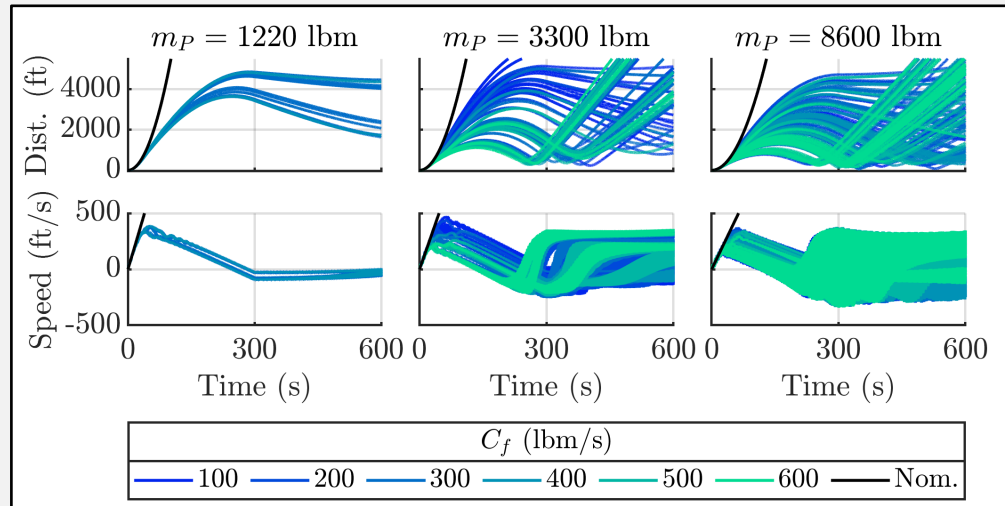 m_P = 1220 lbm m_P = 3300 lbm m_P = 8600 lbm
Dist. (ft)
4000
2000
0
Speed (ft/s)
500
0
-500
0 300 600 0 300 600 0 300 600
Time (s) Time (s) Time (s)
C_f (lbm/s)
100 200 300 400 500 600 Nom.